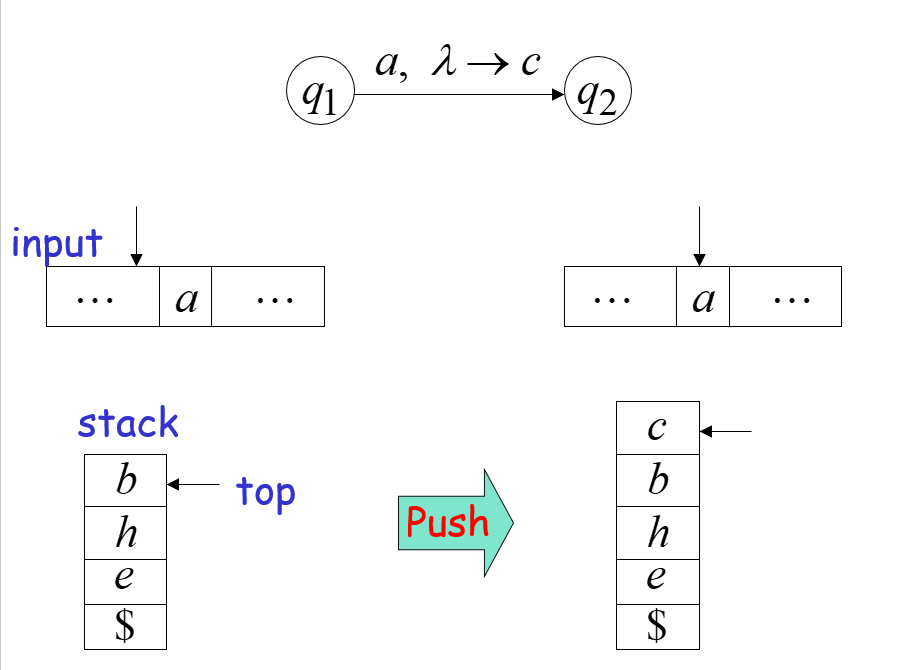 a, λ → c
q1 q2
input
··· a ··· ··· a ···
stack c
b top b
h Push h
e e
$ $